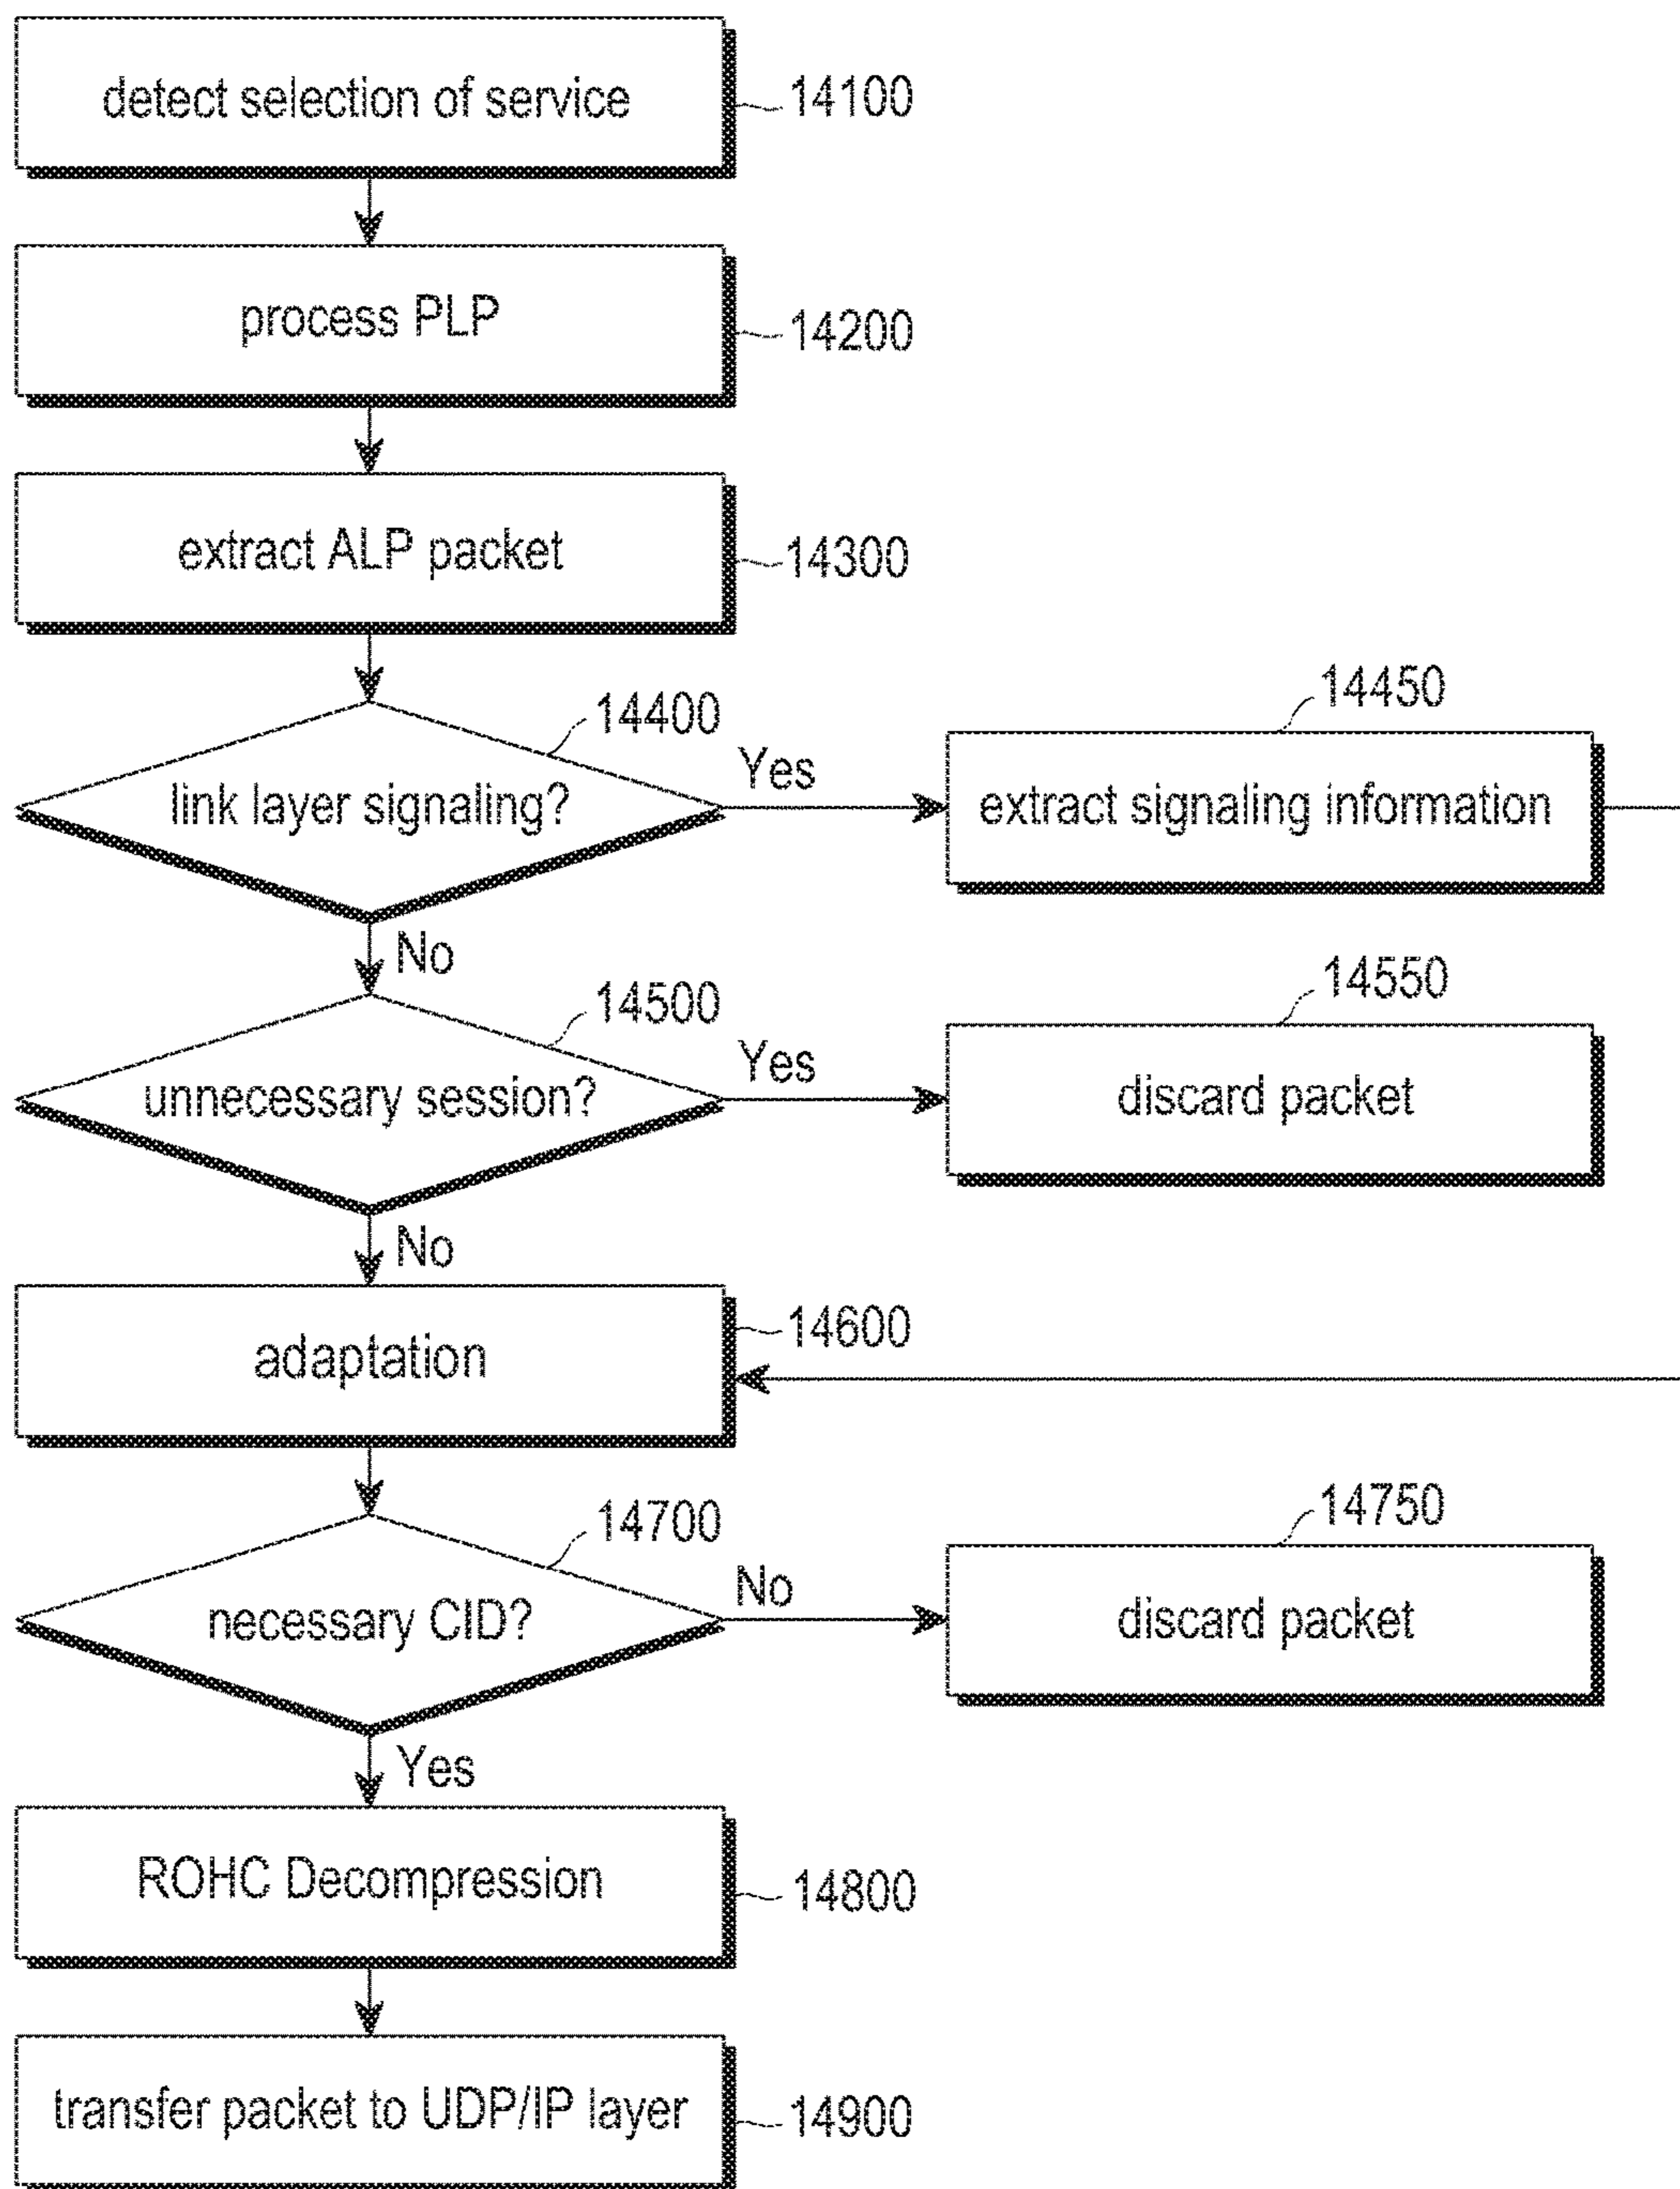 detect selection of service
14100
process PLP
14200
extract ALP packet
14300
14400
link layer signaling?
Yes
14450
extract signaling information
No
14500
unnecessary session?
Yes
14550
discard packet
No
adaptation
14600
14700
necessary CID?
No
14750
discard packet
Yes
ROHC Decompression
14800
transfer packet to UDP/IP layer
14900